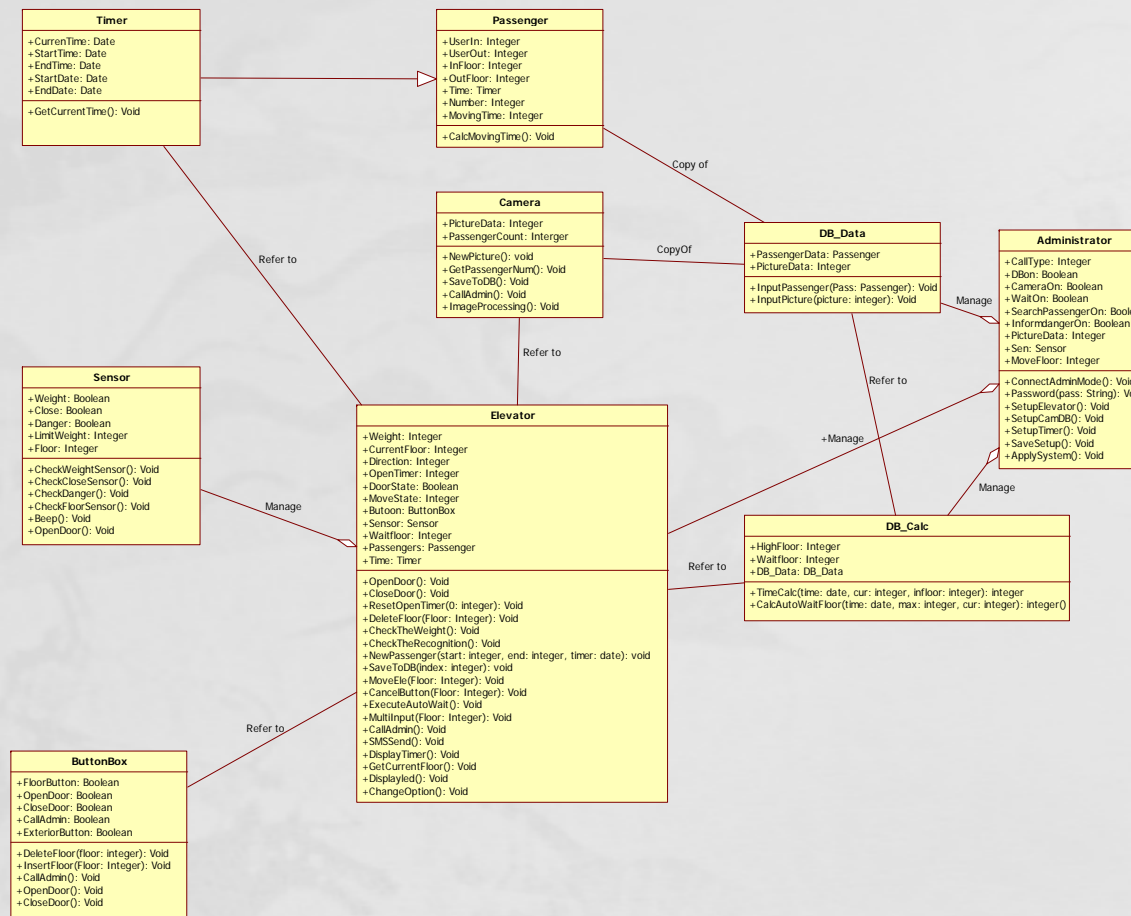 Timer
+CurrenTime: Date
+StartTime: Date
+EndTime: Date
+StartDate: Date
+EndDate: Date
+GetCurrentTime(): Void
Passenger
+UserIn: Integer
+UserOut: Integer
+InFloor: Integer
+OutFloor: Integer
+Time: Timer
+Number: Integer
+MovingTime: Integer
+CalcMovingTime(): Void
Copy of
Camera
+PictureData: Integer
+PassengerCount: Interger
+NewPicture(): void
+GetPassengerNum(): Void
+SaveToDB(): Void
+CallAdmin(): Void
+ImageProcessing(): Void
CopyOf
DB_Data
+PassengerData: Passenger
+PictureData: Integer
+InputPassenger(Pass: Passenger): Void
+InputPicture(picture: integer): Void
Manage
Administrator
+CallType: Integer
+DBon: Boolean
+CameraOn: Boolean
+WaitOn: Boolean
+SearchPassengerOn:
+InformdangerOn: Boolean
+PictureData: Integer
+Sen: Sensor
+MoveFloor: Integer
+ConnectAdminMode():
+Password(pass: String):
+SetupElevator(): Void
+SetupCamDB(): Void
+SetupTimer(): Void
+SaveSetup(): Void
+ApplySystem(): Void
Refer to
Refer to
Refer to
+Manage
Manage
Sensor
+Weight: Boolean
+Close: Boolean
+Danger: Boolean
+LimitWeight: Integer
+Floor: Integer
+CheckWeightSensor(): Void
+CheckCloseSensor(): Void
+CheckDanger(): Void
+CheckFloorSensor(): Void
+Beep(): Void
+OpenDoor(): Void
Manage
Elevator
+Weight: Integer
+CurrentFloor: Integer
+Direction: Integer
+OpenTimer: Integer
+DoorState: Boolean
+MoveState: Integer
+Butoon: ButtonBox
+Sensor: Sensor
+Waitfloor: Integer
+Passengers: Passenger
+Time: Timer
+OpenDoor(): Void
+CloseDoor(): Void
+ResetOpenTimer(0: integer): Void
+DeleteFloor(Floor: Integer): Void
+CheckTheWeight(): Void
+CheckTheRecognition(): Void
+NewPassenger(start: integer, end: integer, timer: date): void
+SaveToDB(index: integer): void
+MoveEle(Floor: Integer): Void
+CancelButton(Floor: Integer): Void
+ExecuteAutoWait(): Void
+MultiInput(Floor: Integer): Void
+CallAdmin(): Void
+SMSSend(): Void
+DisplayTimer(): Void
+GetCurrentFloor(): Void
+Displayled(): Void
+ChangeOption(): Void
Refer to
DB_Calc
+HighFloor: Integer
+Waitfloor: Integer
+DB_Data: DB_Data
+TimeCalc(time: date, cur: integer, infloor: integer): integer
+CalcAutoWaitFloor(time: date, max: integer, cur: integer): integer()
Refer to
ButtonBox
+FloorButton: Boolean
+OpenDoor: Boolean
+CloseDoor: Boolean
+CallAdmin: Boolean
+ExteriorButton: Boolean
+DeleteFloor(floor: integer): Void
+InsertFloor(Floor: Integer): Void
+CallAdmin(): Void
+OpenDoor(): Void
+CloseDoor(): Void